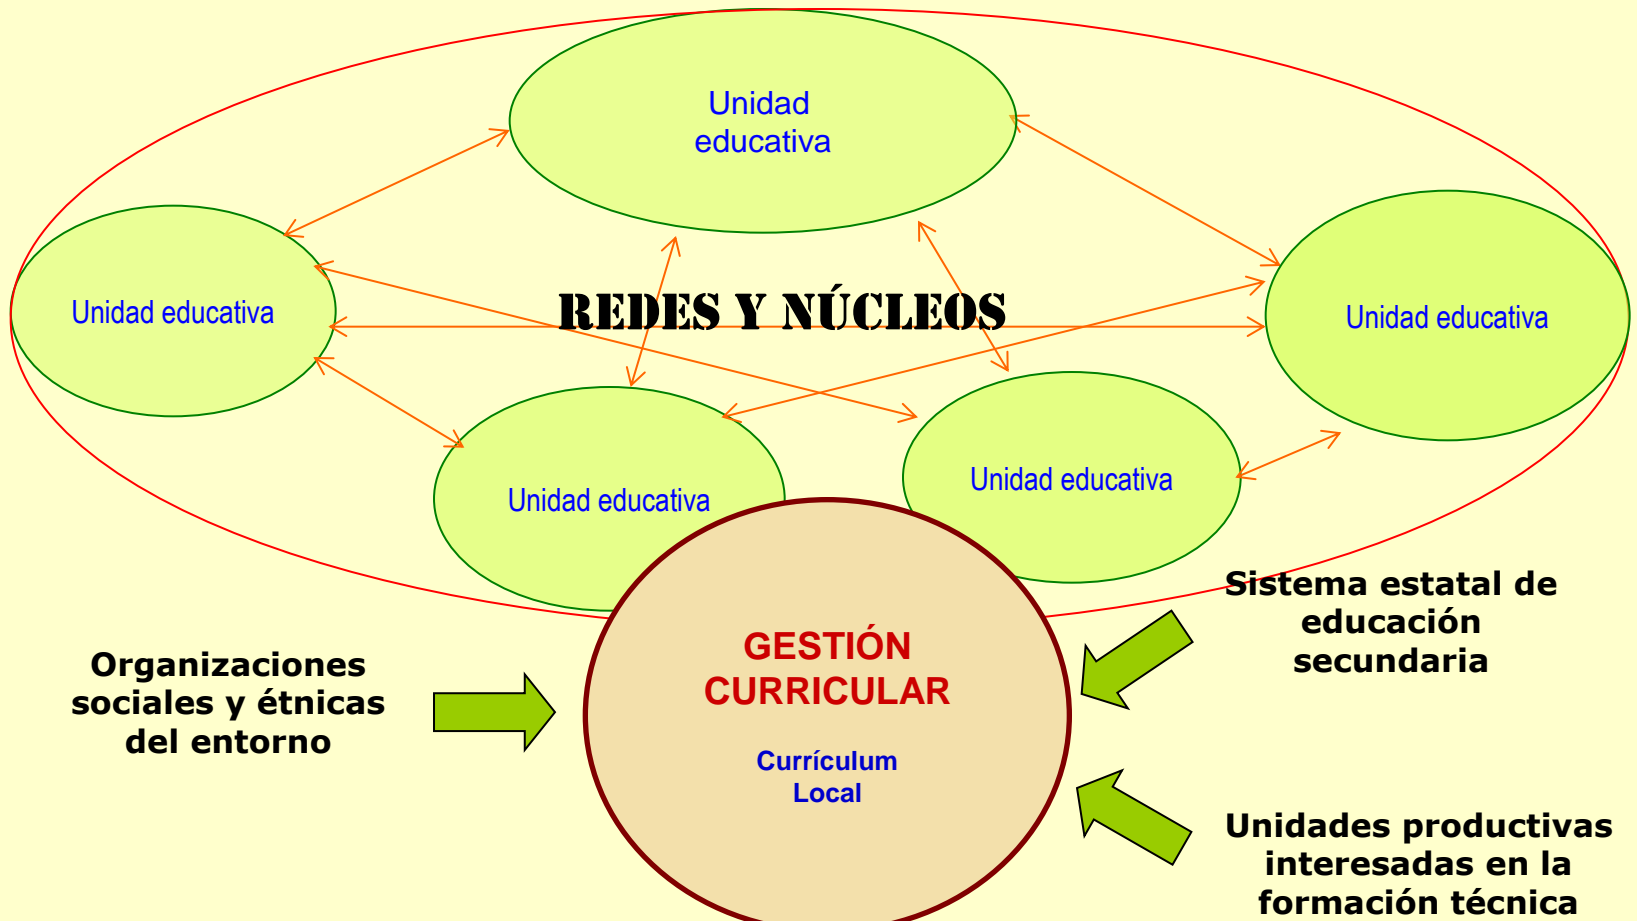 Unidad
educativa
Unidad educativa
REDES Y NÚCLEOS
Unidad educativa
Unidad educativa
Unidad educativa
Sistema estatal de
educación
secundaria
Organizaciones
sociales y étnicas
del entorno
GESTIÓN
CURRICULAR
Currículum
Local
Unidades productivas
interesadas en la
formación técnica